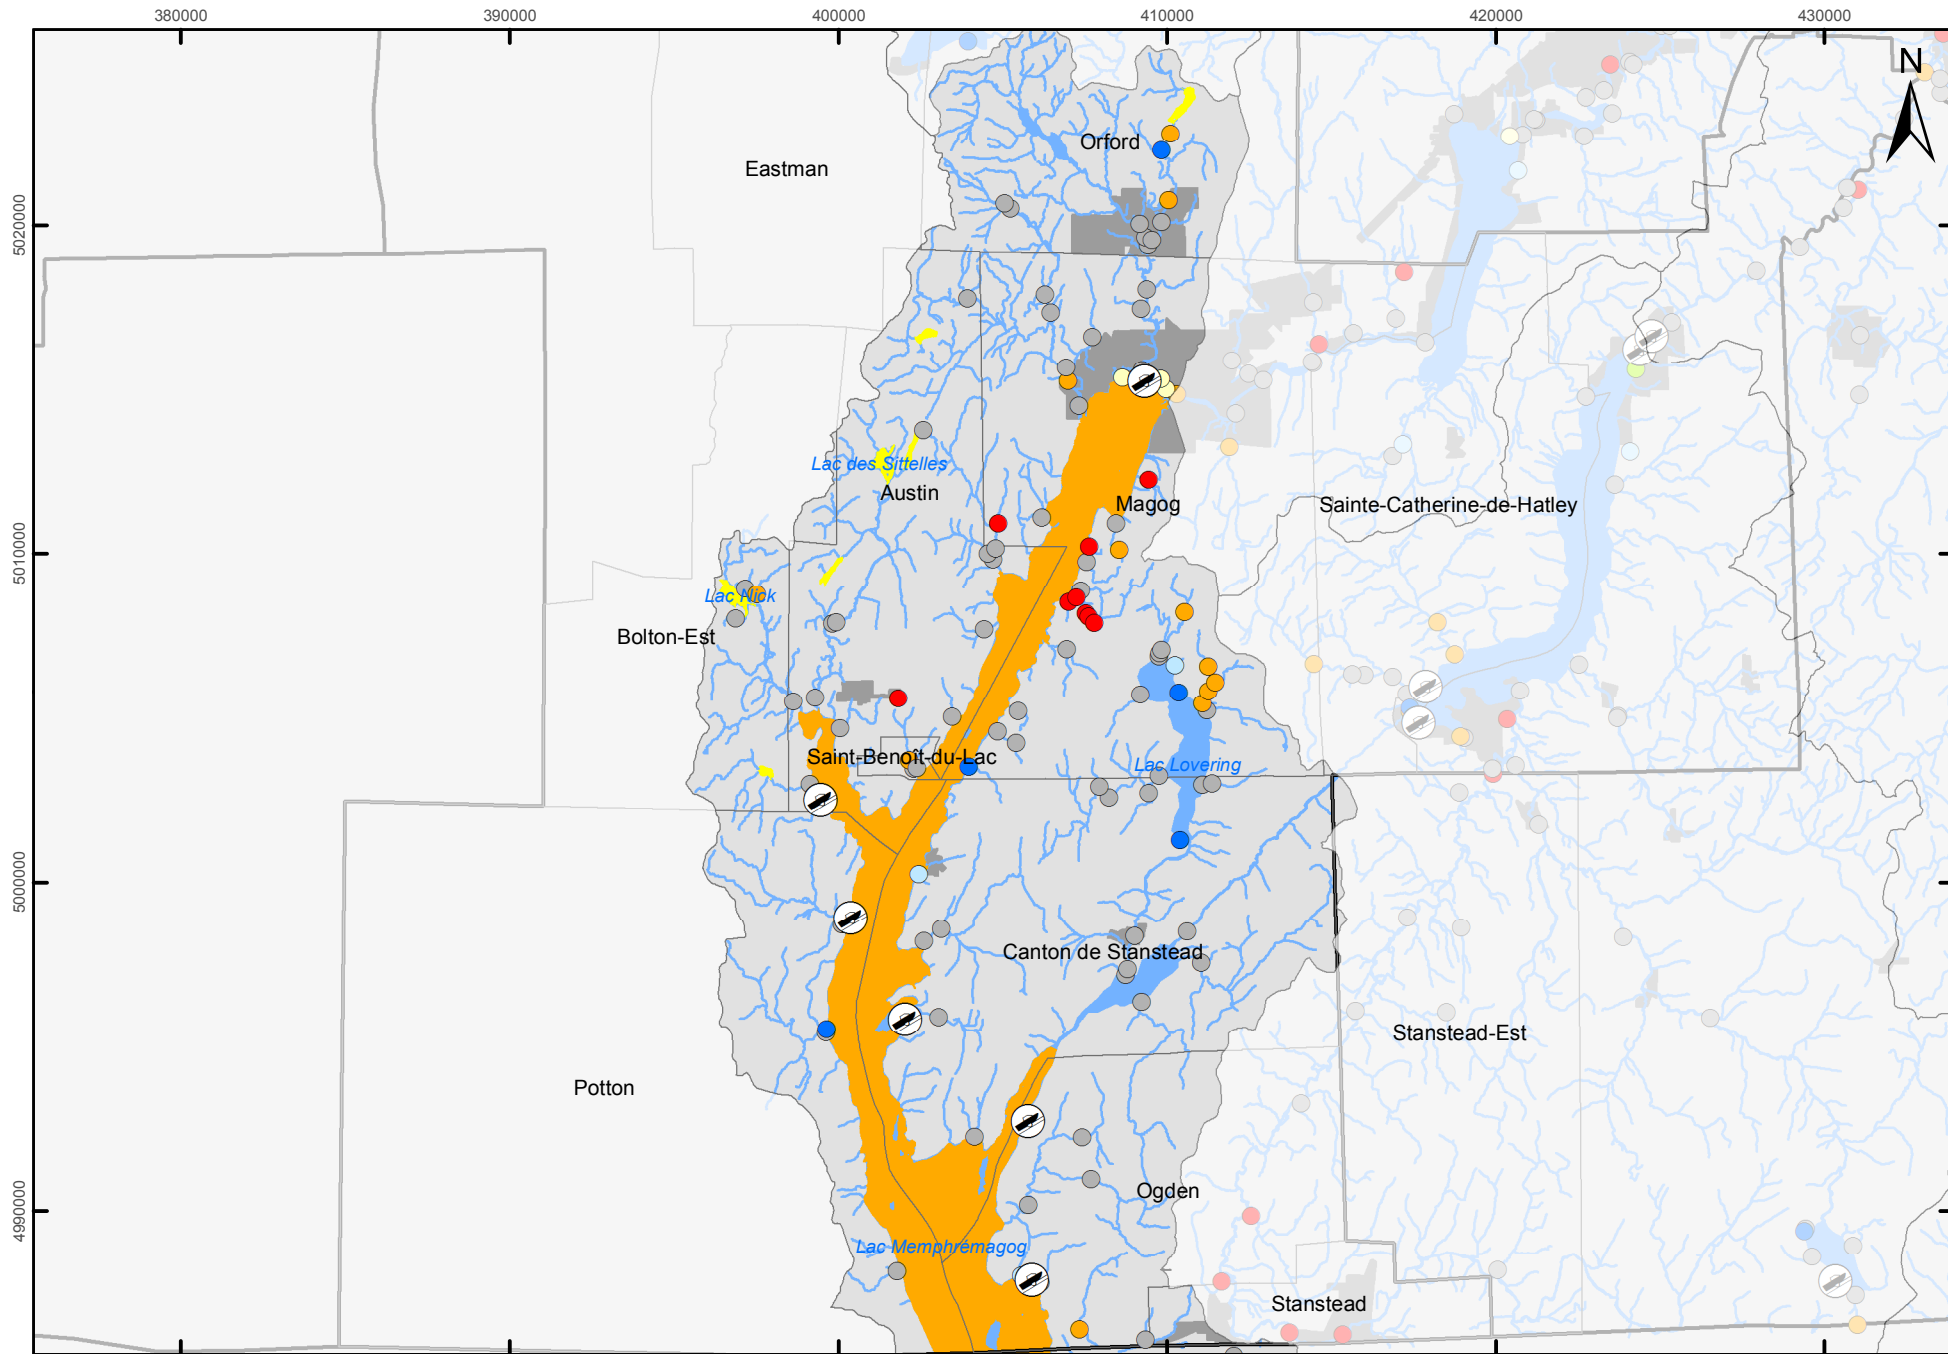 380000
390000
400000
410000
420000
430000
N
Orford
Eastman
5020000
Lac des Sittelles
Austin
Magog
Sainte-Catherine-de-Hatley
5010000
Lac Nick
Bolton-Est
Saint-Benoît-du-Lac
Lac Lovering
5000000
Canton de Stanstead
Stanstead-Est
Potton
Ogden
4990000
Lac Memphrémagog
Stanstead